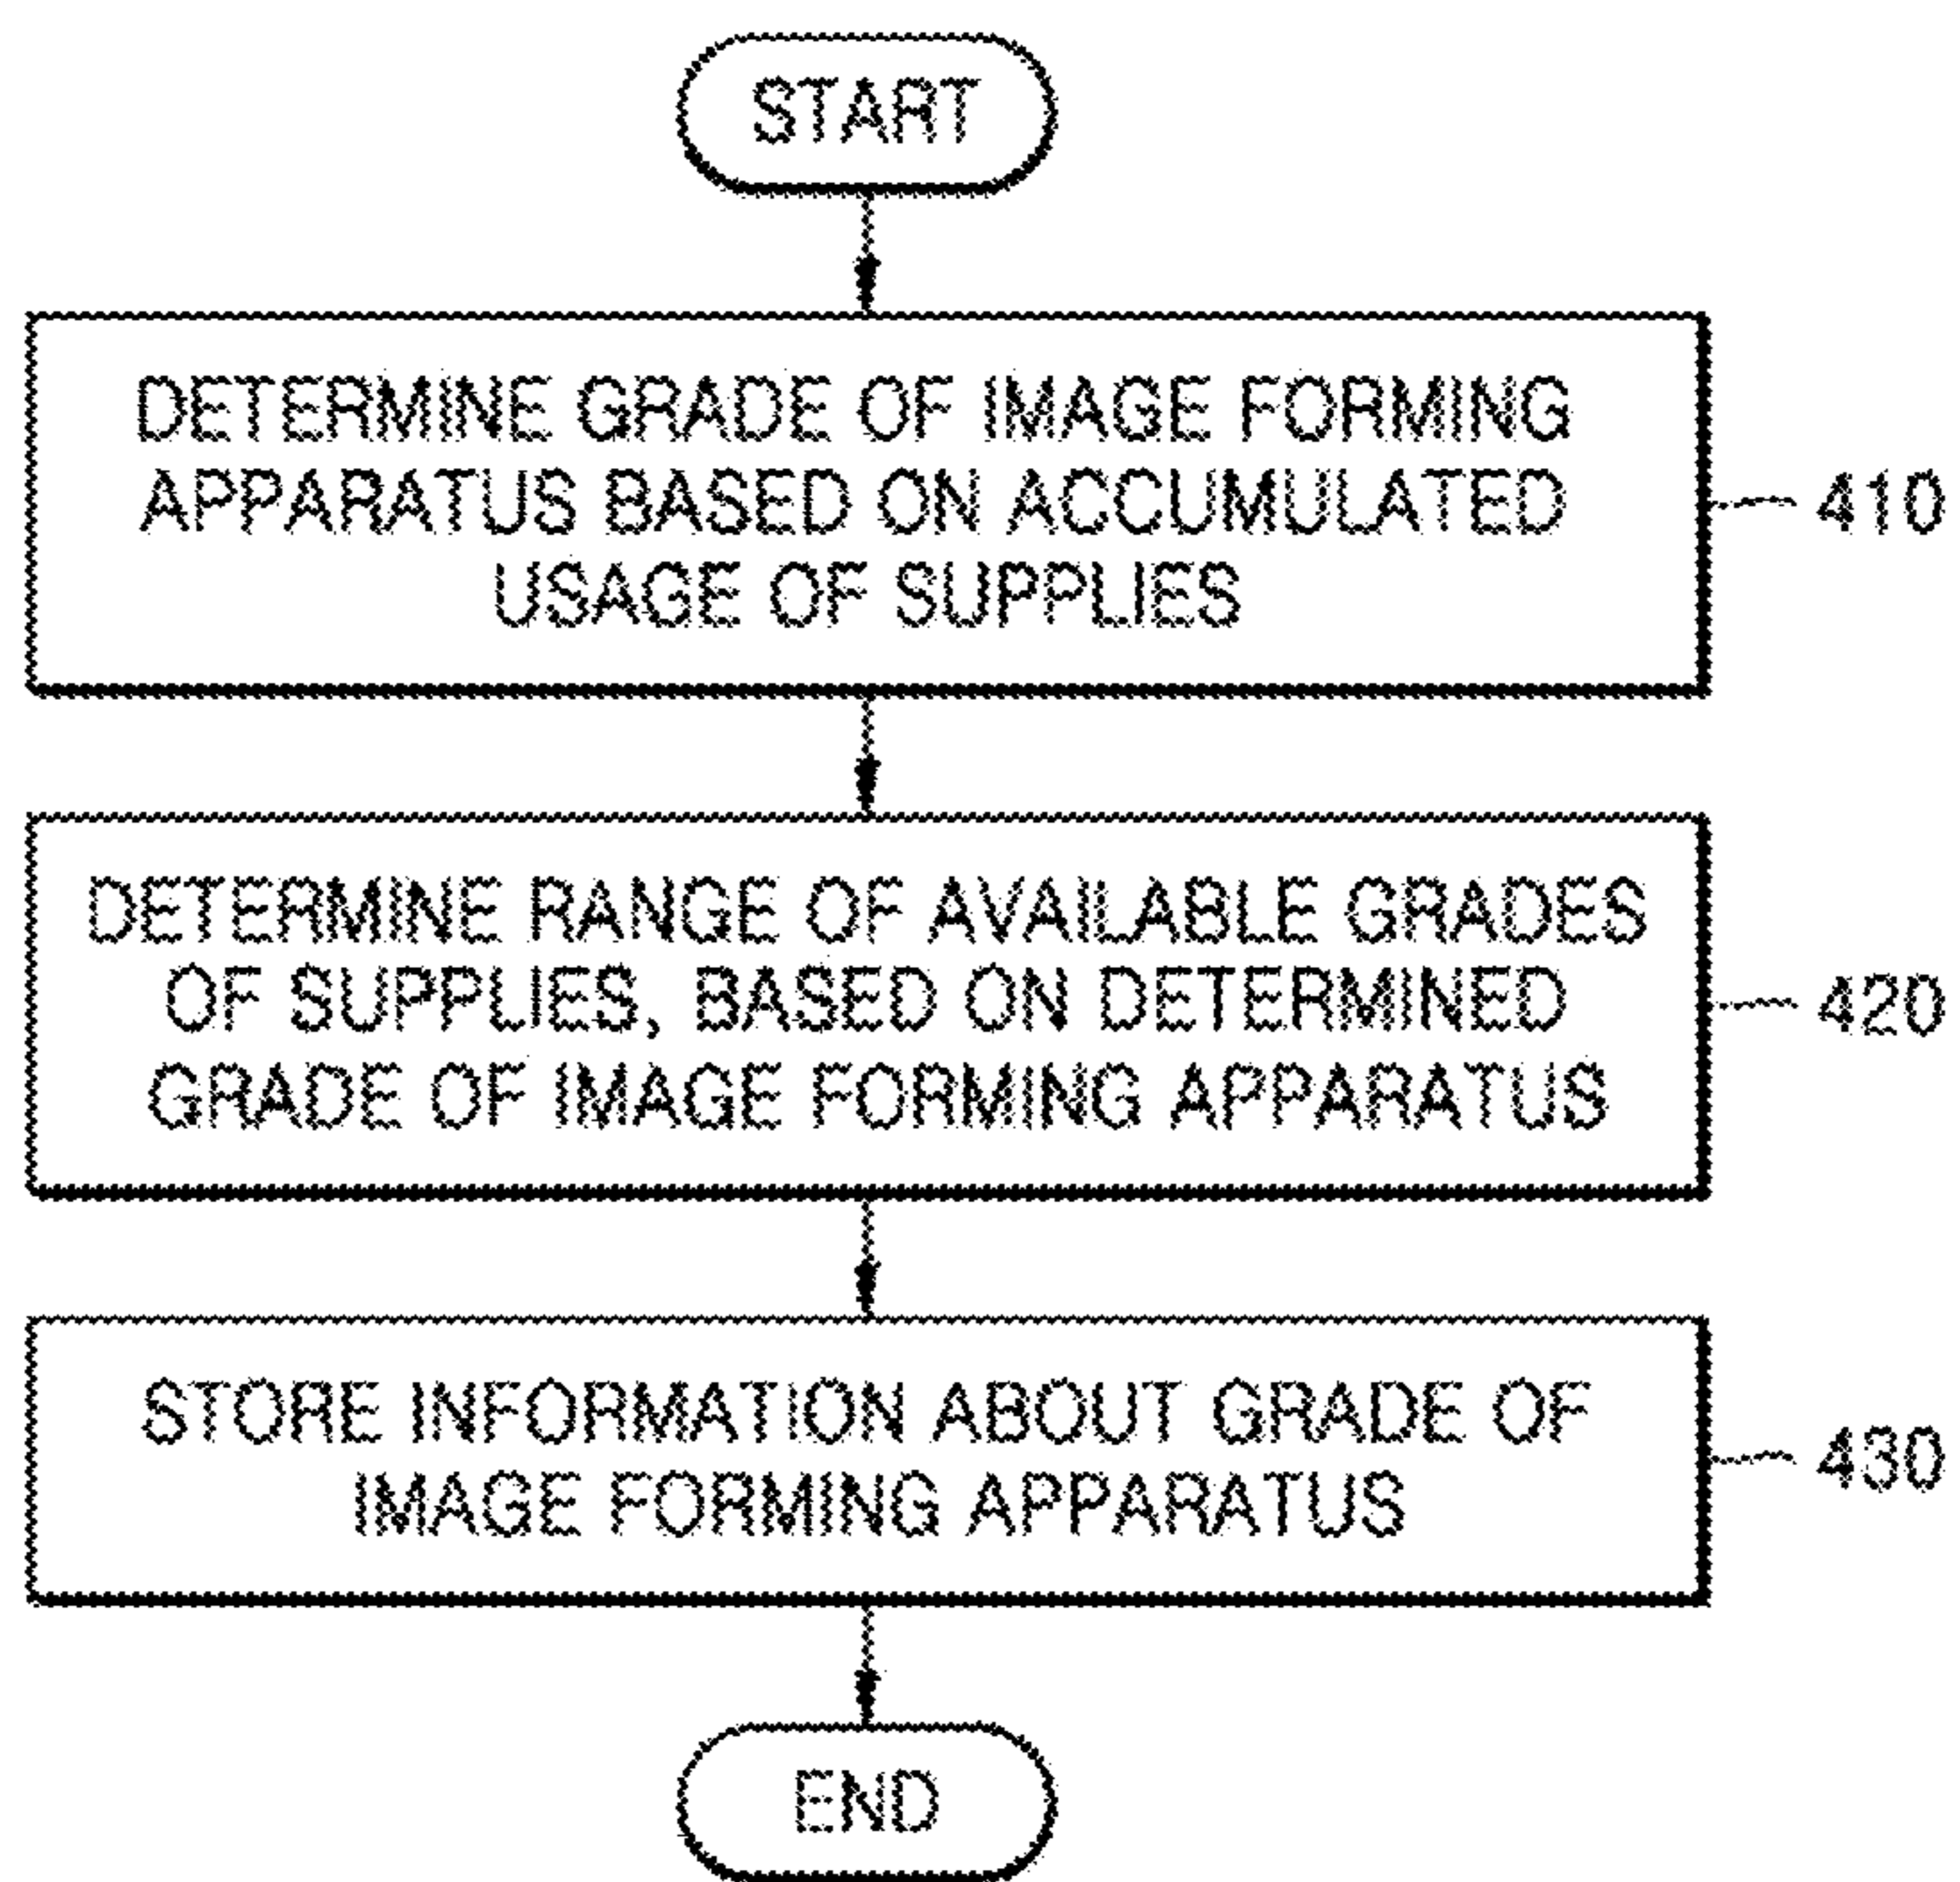 START
DETERMINE GRADE OF IMAGE FORMING
APPARATUS BASED ON ACCUMULATED
USAGE OF SUPPLIES
410
DETERMINE RANGE OF AVAILABLE GRADES
OF SUPPLIES, BASED ON DETERMINED
GRADE OF IMAGE FORMING APPARATUS
420
STORE INFORMATION ABOUT GRADE OF
IMAGE FORMING APPARATUS
430
END